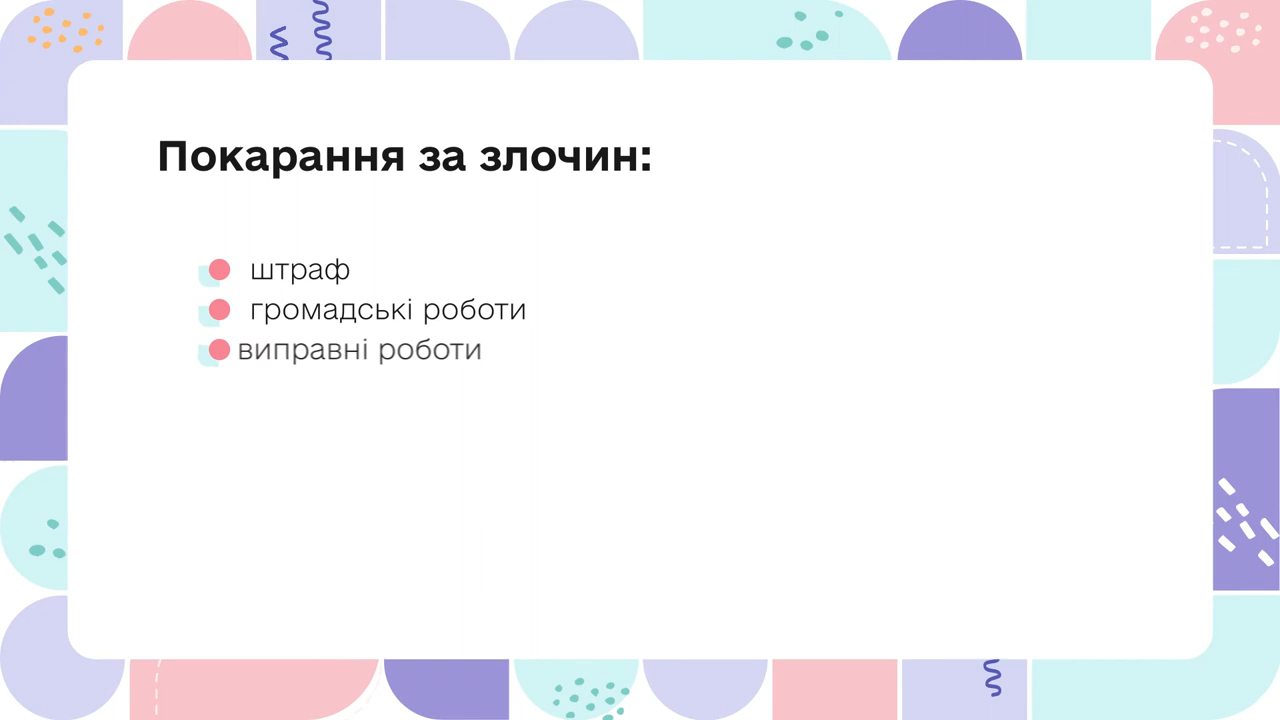 Покарання за злочин:
штраф
громадські роботи
виправні роботи